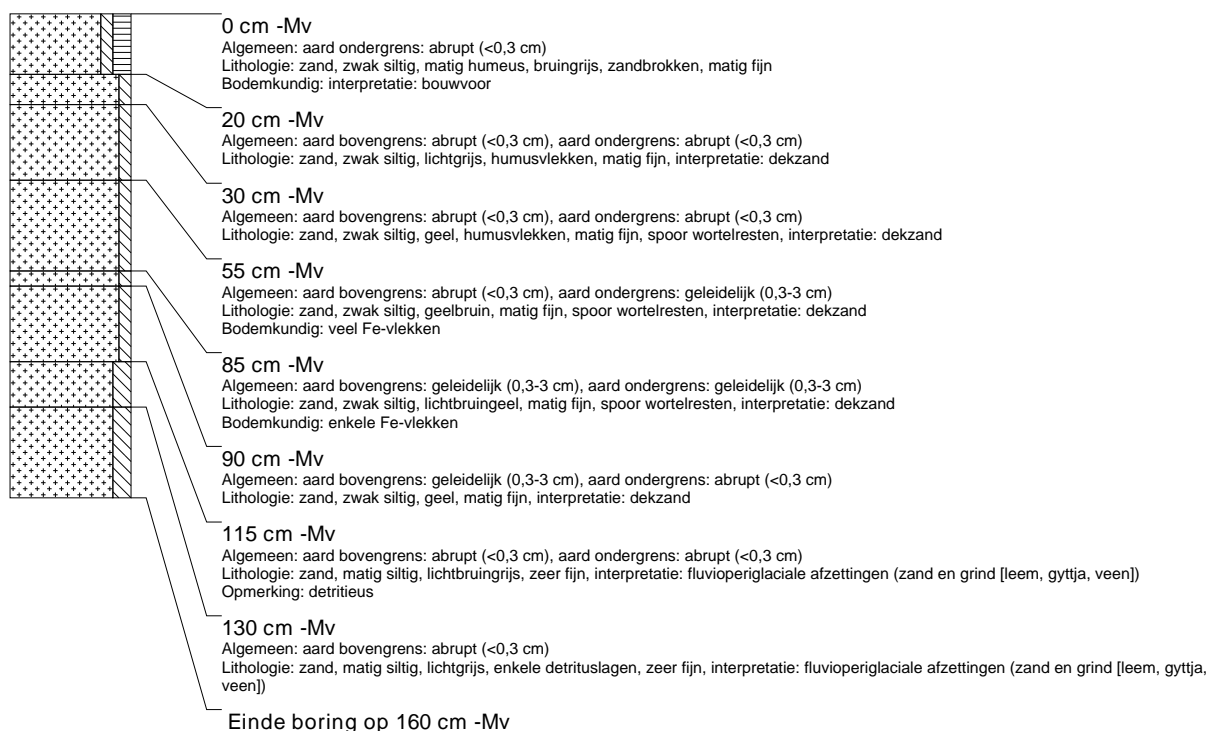 0 cm -Mv
Algemeen: aard ondergrens: abrupt (<0,3 cm)
Lithologie: zand, zwak siltig, matig humeus, bruingrijs, zandbrokken, matig fijn
Bodemkundig: interpretatie: bouwvoor
20 cm -Mv
Algemeen: aard bovengrens: abrupt (<0,3 cm), aard ondergrens: abrupt (<0,3 cm)
Lithologie: zand, zwak siltig, lichtgrijs, humusvlekken, matig fijn, interpretatie: dekzand
30 cm -Mv
Algemeen: aard bovengrens: abrupt (<0,3 cm), aard ondergrens: abrupt (<0,3 cm)
Lithologie: zand, zwak siltig, geel, humusvlekken, matig fijn, spoor wortelresten, interpretatie: dekzand
55 cm -Mv
Algemeen: aard bovengrens: abrupt (<0,3 cm), aard ondergrens: geleidelijk (0,3-3 cm)
Lithologie: zand, zwak siltig, geelbruin, matig fijn, spoor wortelresten, interpretatie: dekzand
Bodemkundig: veel Fe-vlekken
85 cm -Mv
Algemeen: aard bovengrens: geleidelijk (0,3-3 cm), aard ondergrens: geleidelijk (0,3-3 cm)
Lithologie: zand, zwak siltig, lichtbruingeel, matig fijn, spoor wortelresten, interpretatie: dekzand
Bodemkundig: enkele Fe-vlekken
90 cm -Mv
Algemeen: aard bovengrens: geleidelijk (0,3-3 cm), aard ondergrens: abrupt (<0,3 cm)
Lithologie: zand, zwak siltig, geel, matig fijn, interpretatie: dekzand
115 cm -Mv
Algemeen: aard bovengrens: abrupt (<0,3 cm), aard ondergrens: abrupt (<0,3 cm)
Lithologie: zand, matig siltig, lichtbruingrijs, zeer fijn, interpretatie: fluvioperiglaciale afzettingen (zand en grind [leem, gyttja, veen])
Opmerking: detritieus
130 cm -Mv
Algemeen: aard bovengrens: abrupt (<0,3 cm)
Lithologie: zand, matig siltig, lichtgrijs, enkele detrituslagen, zeer fijn, interpretatie: fluvioperiglaciale afzettingen (zand en grind [leem, gyttja,
veen])
Einde boring op 160 cm -Mv